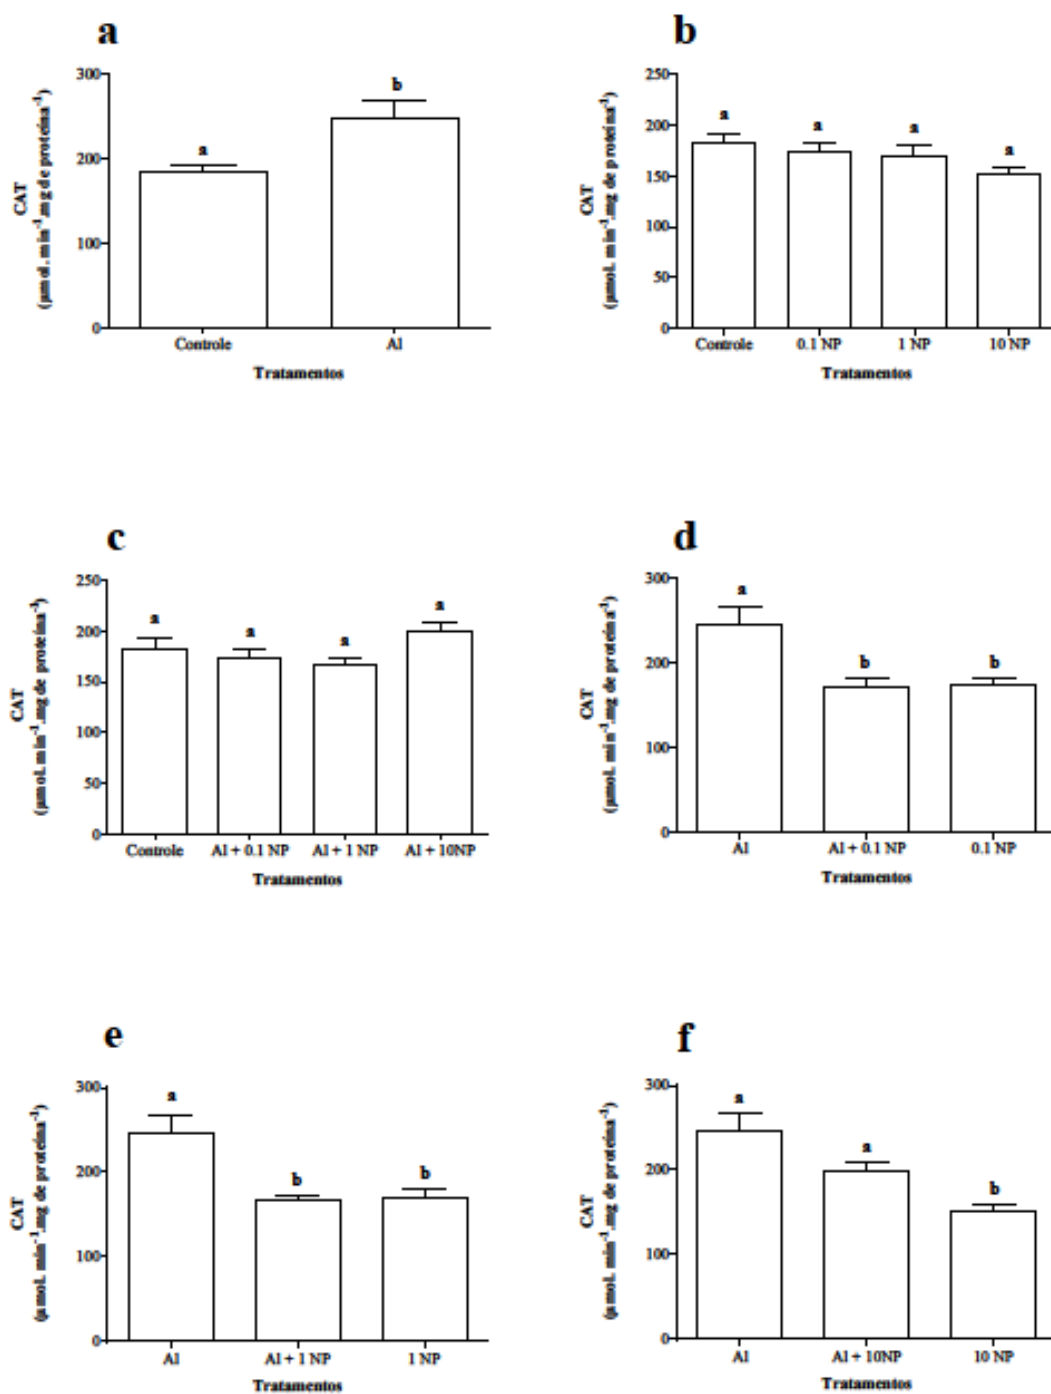 a
CAT
(µmol. min⁻¹.mg de proteína⁻¹)
300
200
100
0
a
b
Controle
Al
Tratamentos
b
CAT
(µmol. min⁻¹.mg de proteína⁻¹)
250
200
150
100
50
0
a
a
a
a
Controle
0.1 NP
1 NP
10 NP
Tratamentos
c
CAT
(µmol. min⁻¹.mg de proteína⁻¹)
250
200
150
100
50
0
a
a
a
a
Controle
Al + 0.1 NP
Al + 1 NP
Al + 10NP
Tratamentos
d
CAT
(µmol. min⁻¹.mg de proteína⁻¹)
300
200
100
0
a
b
b
Al
Al + 0.1 NP
0.1 NP
Tratamentos
e
CAT
(µmol. min⁻¹.mg de proteína⁻¹)
300
200
100
0
a
b
b
Al
Al + 1 NP
1 NP
Tratamentos
f
CAT
(µmol. min⁻¹.mg de proteína⁻¹)
300
200
100
0
a
a
b
Al
Al + 10NP
10 NP
Tratamentos